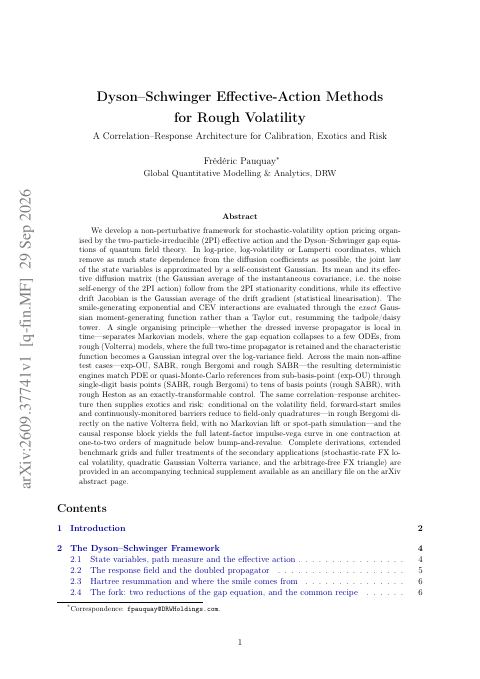 Dyson–Schwinger Effective-Action Methods
for Rough Volatility
A Correlation–Response Architecture for Calibration, Exotics and Risk
Frédéric Pauquay*
Global Quantitative Modelling & Analytics, DRW
Abstract
We develop a non-perturbative framework for stochastic-volatility option pricing organ-
ised by the two-particle-irreducible (2PI) effective action and the Dyson–Schwinger gap equa-
tions of quantum field theory. In log-price, log-volatility or Lamperti coordinates, which
remove as much state dependence from the diffusion coefficients as possible, the joint law
of the state variables is approximated by a self-consistent Gaussian. Its mean and its effec-
tive diffusion matrix (the Gaussian average of the instantaneous covariance, i.e. the noise
self-energy of the 2PI action) follow from the 2PI stationarity conditions, while its effective
drift Jacobian is the Gaussian average of the drift gradient (statistical linearisation). The
smile-generating exponential and CEV interactions are evaluated through the exact Gaus-
sian moment-generating function rather than a Taylor cut, resumming the tadpole/daisy
tower. A single organising principle—whether the dressed inverse propagator is local in
time—separates Markovian models, where the gap equation collapses to a few ODEs, from
rough (Volterra) models, where the full two-time propagator is retained and the characteristic
function becomes a Gaussian integral over the log-variance field. Across the main non-affine
test cases—exp-OU, SABR, rough Bergomi and rough SABR—the resulting deterministic
engines match PDE or quasi-Monte-Carlo references from sub-basis-point (exp-OU) through
single-digit basis points (SABR, rough Bergomi) to tens of basis points (rough SABR), with
rough Heston as an exactly-transformable control. The same correlation–response architec-
ture then supplies exotics and risk: conditional on the volatility field, forward-start smiles
and continuously-monitored barriers reduce to field-only quadratures—in rough Bergomi di-
rectly on the native Volterra field, with no Markovian lift or spot-path simulation—and the
causal response block yields the full latent-factor impulse-vega curve in one contraction at
one-to-two orders of magnitude below bump-and-revalue. Complete derivations, extended
benchmark grids and fuller treatments of the secondary applications (stochastic-rate FX lo-
cal volatility, quadratic Gaussian Volterra variance, and the arbitrage-free FX triangle) are
provided in an accompanying technical supplement available as an ancillary file on the arXiv
abstract page.
Contents
1 Introduction 2
2 The Dyson–Schwinger Framework 4
2.1 State variables, path measure and the effective action . . . . . . . . . . . . . . . . 4
2.2 The response field and the doubled propagator . . . . . . . . . . . . . . . . . . 5
2.3 Hartree resummation and where the smile comes from . . . . . . . . . . . . . . 6
2.4 The fork: two reductions of the gap equation, and the common recipe . . . . . . 6
*Correspondence: fpauquay@DRWHoldings.com.
1
arXiv:2609.37741v1 [q-fin.MF] 29 Sep 2026